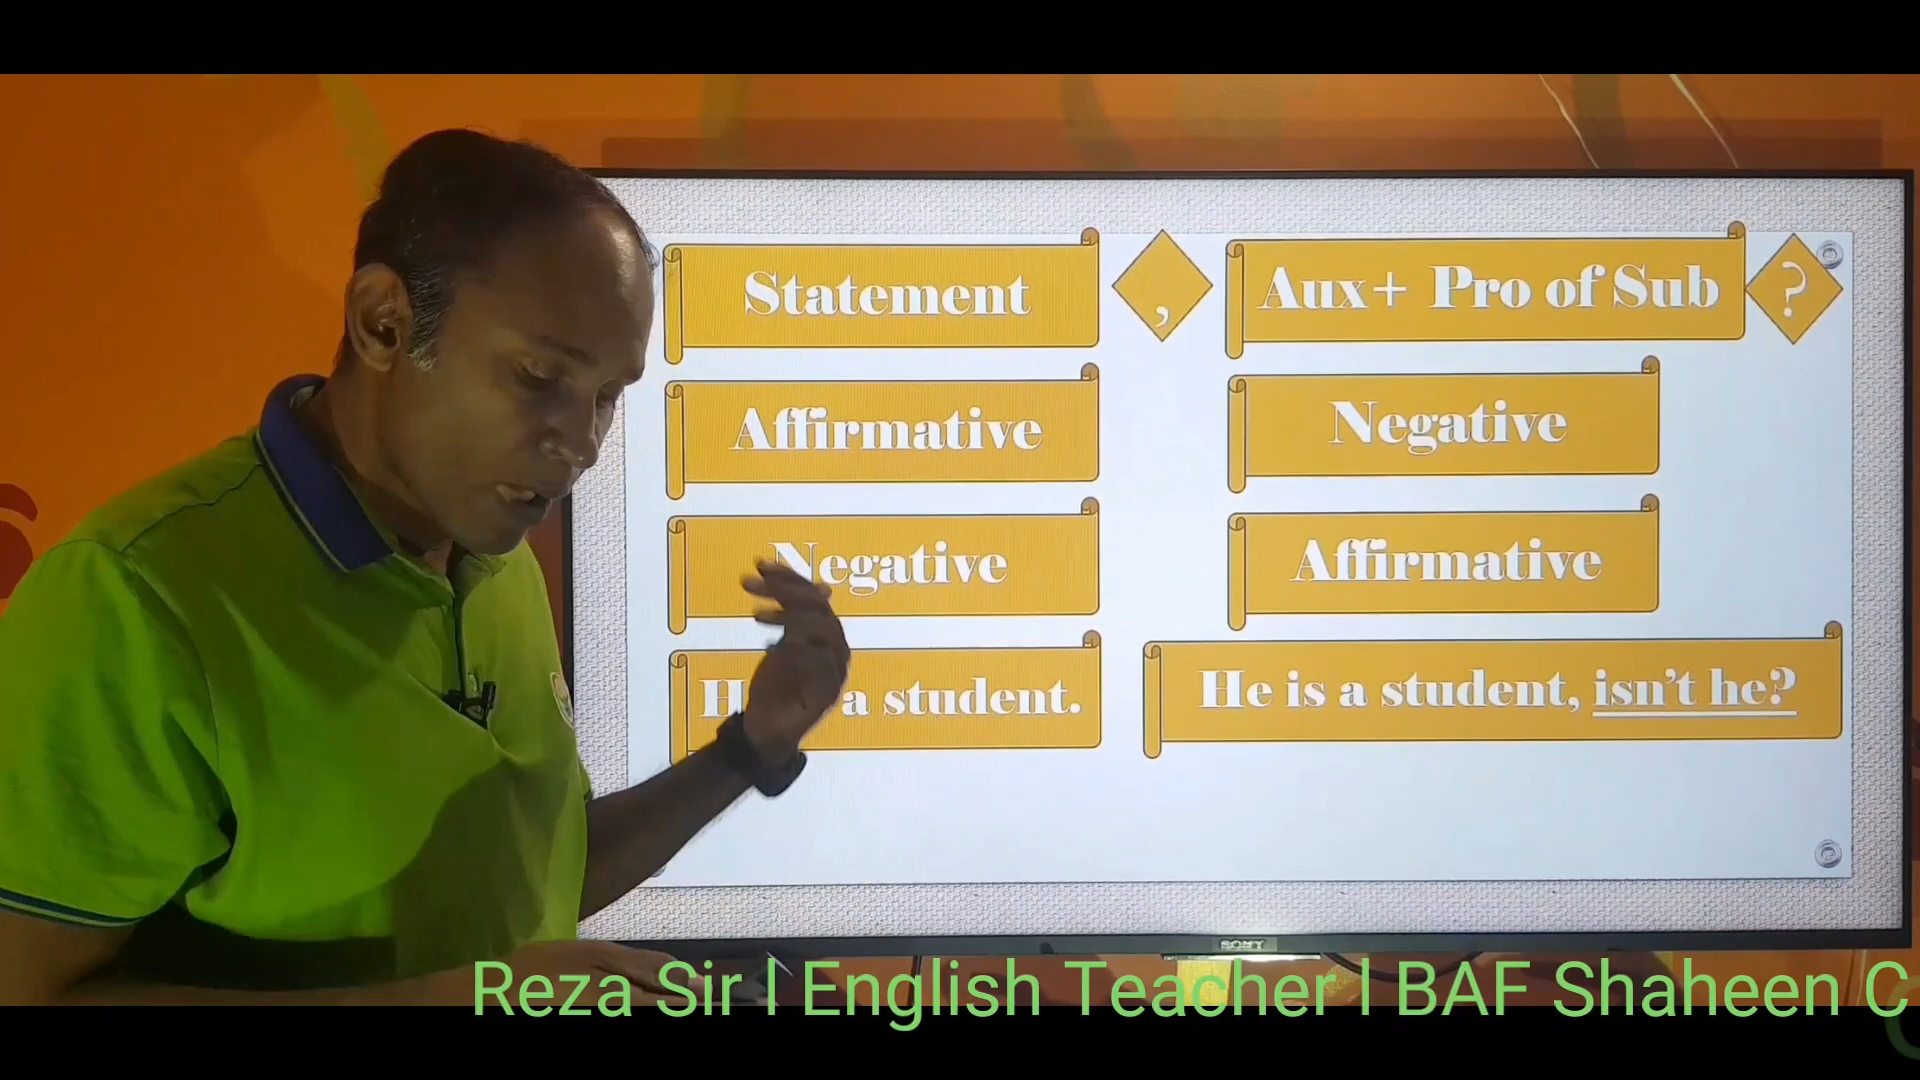 Statement , Aux+ Pro of Sub ?
Affirmative Negative
Negative Affirmative
a student. He is a student, isn't he?
SONY
Reza Sir l English Teacher l BAF Shaheen C